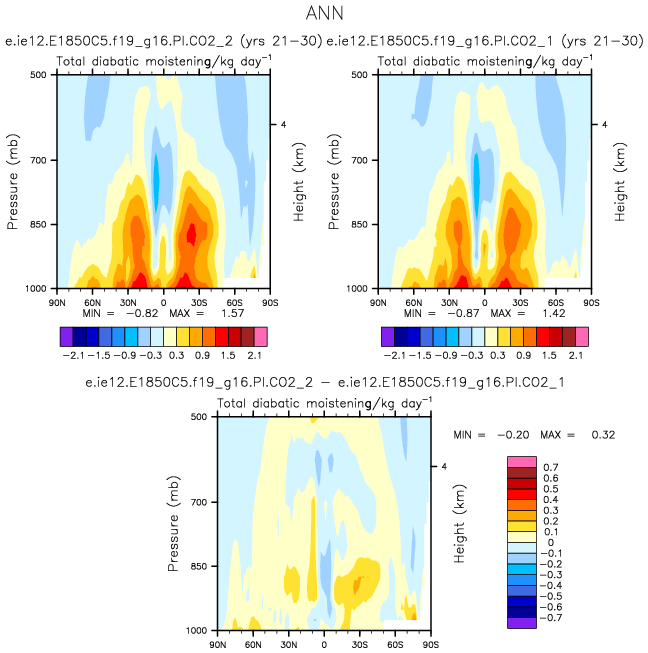 ANN
e.ie12.E1850C5.f19_g16.PI.CO2_2 (yrs 21-30) e.ie12.E1850C5.f19_g16.PI.CO2_1 (yrs 21-30)
Total diabatic moistening/kg day⁻¹ Total diabatic moistening/kg day⁻¹
500 500
4 4
700 700
Pressure (mb) Height (km) Pressure (mb) Height (km)
850 850
1000 1000
90N 60N 30N 0 30S 60S 90S 90N 60N 30N 0 30S 60S 90S
MIN = -0.82 MAX = 1.57 MIN = -0.87 MAX = 1.42
-2.1 -1.5 -0.9 -0.3 0.3 0.9 1.5 2.1 -2.1 -1.5 -0.9 -0.3 0.3 0.9 1.5 2.1
e.ie12.E1850C5.f19_g16.PI.CO2_2 - e.ie12.E1850C5.f19_g16.PI.CO2_1
Total diabatic moistening/kg day⁻¹
500
MIN = -0.20 MAX = 0.32
4
700
Pressure (mb) Height (km)
850
1000
90N 60N 30N 0 30S 60S 90S
0.7
0.6
0.5
0.4
0.3
0.2
0.1
0
-0.1
-0.2
-0.3
-0.4
-0.5
-0.6
-0.7